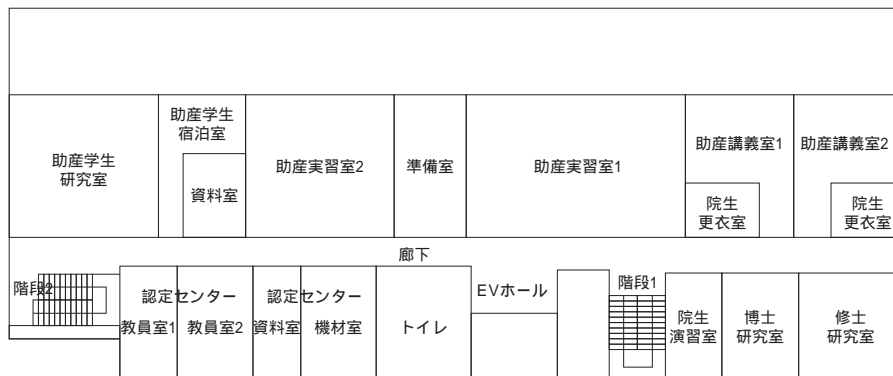 助産学生
研究室
助産学生
宿泊室
資料室
助産実習室2
準備室
助産実習室1
助産講義室1
院生
更衣室
助産講義室2
院生
更衣室
廊下
階段2
認定センター
教員室1
教員室2
認定センター
資料室
機材室
トイレ
EVホール
階段1
院生
演習室
博士
研究室
修士
研究室